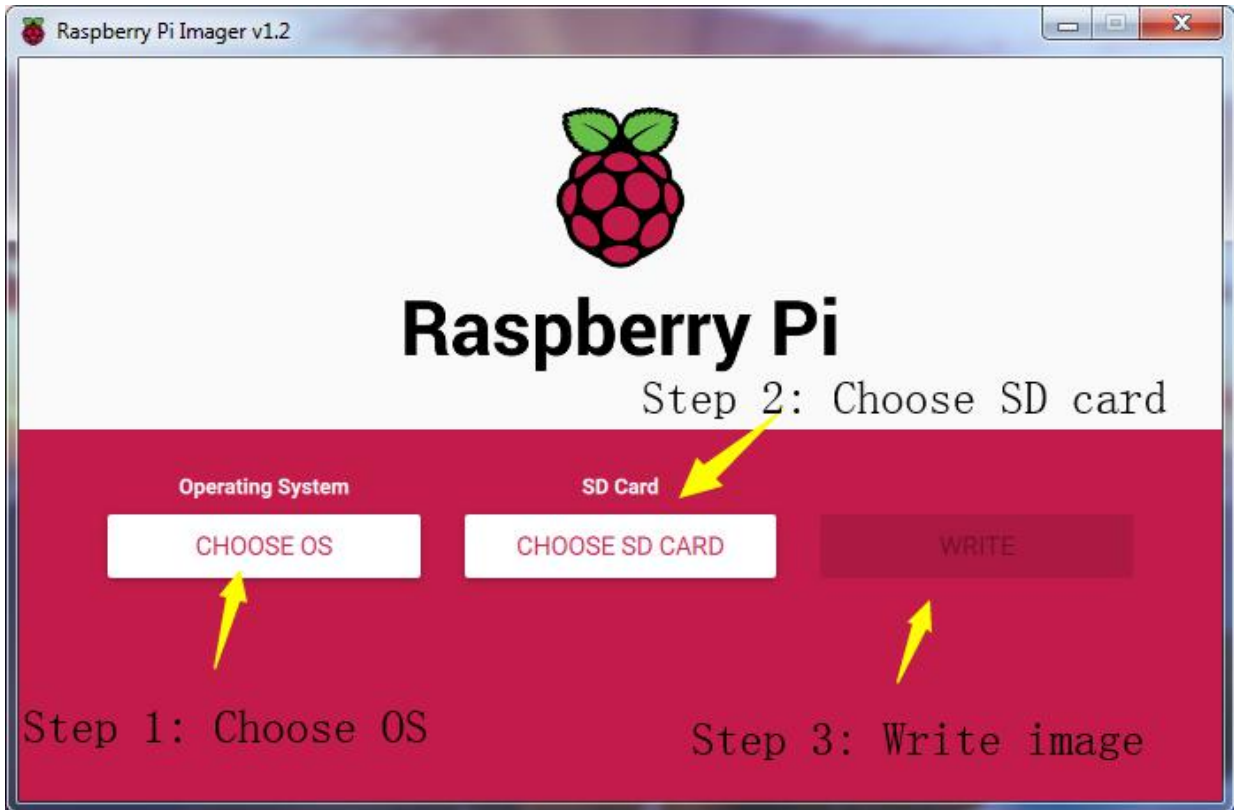 Raspberry Pi Imager v1.2
Raspberry Pi
Step 2: Choose SD card
Operating System
SD Card
CHOOSE OS
CHOOSE SD CARD
WRITE
Step 1: Choose OS
Step 3: Write image